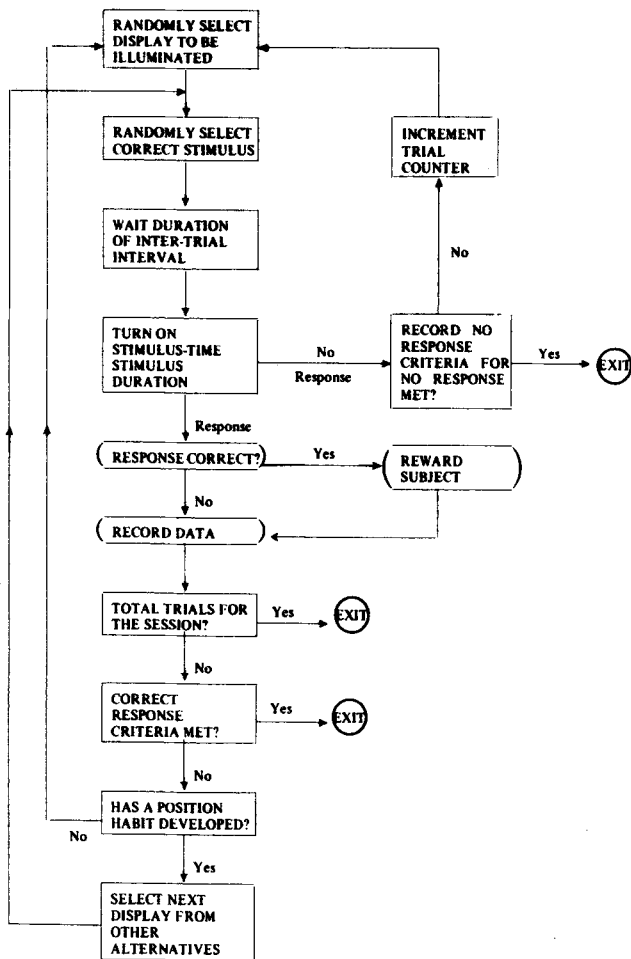 RANDOMLY SELECT
DISPLAY TO BE
ILLUMINATED
RANDOMLY SELECT
CORRECT STIMULUS
INCREMENT
TRIAL
COUNTER
WAIT DURATION
OF INTER-TRIAL
INTERVAL
No
TURN ON
STIMULUS-TIME
STIMULUS
DURATION
No
Response
RECORD NO
RESPONSE
CRITERIA FOR
NO RESPONSE
MET?
Yes
EXIT
Response
(RESPONSE CORRECT?)
Yes
(REWARD
SUBJECT)
No
(RECORD DATA)
TOTAL TRIALS FOR
THE SESSION?
Yes
EXIT
No
CORRECT
RESPONSE
CRITERIA MET?
Yes
EXIT
No
HAS A POSITION
HABIT DEVELOPED?
No
Yes
SELECT NEXT
DISPLAY FROM
OTHER
ALTERNATIVES